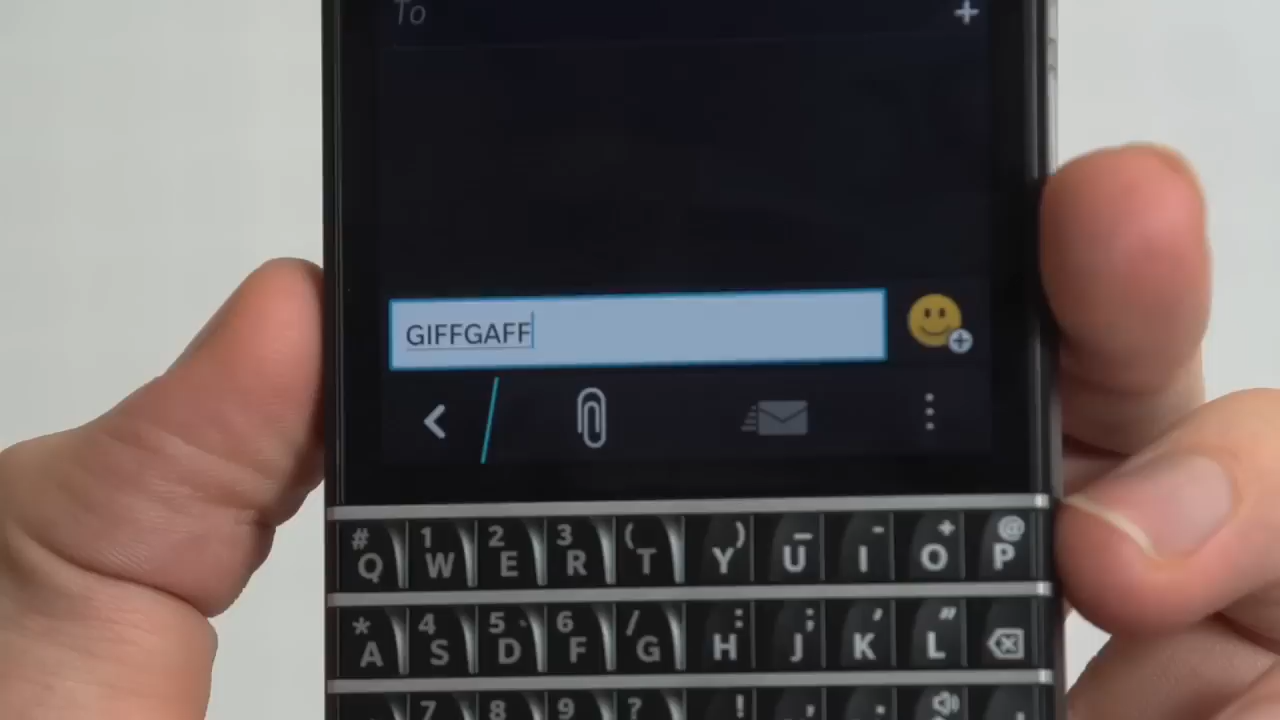 To +
GIFFGAFF
# 1 2 3 ( ) _ - + @
Q W E R T Y U I O P
* 4 5 6 / : ; ' "
A S D F G H J K L
7 8 9 ? ! , .